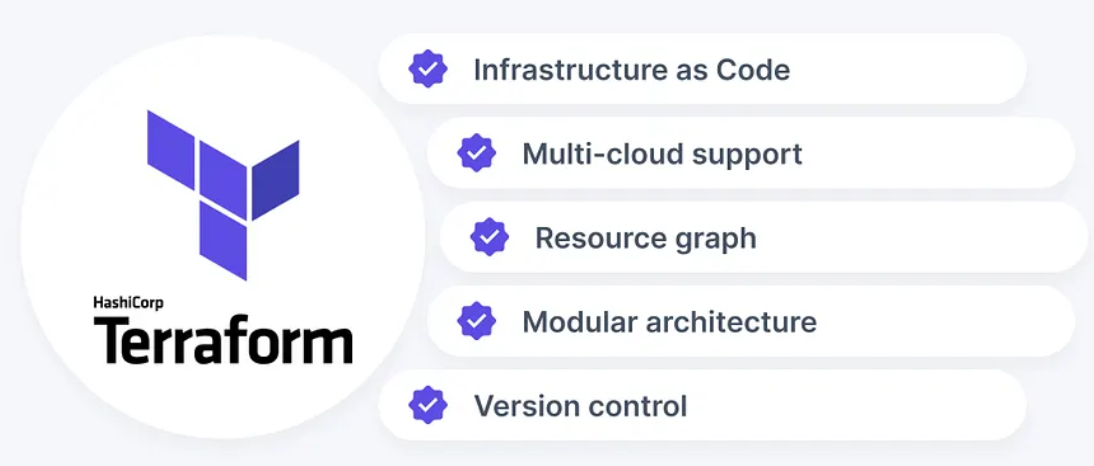 HashiCorp
Terraform
Infrastructure as Code
Multi-cloud support
Resource graph
Modular architecture
Version control